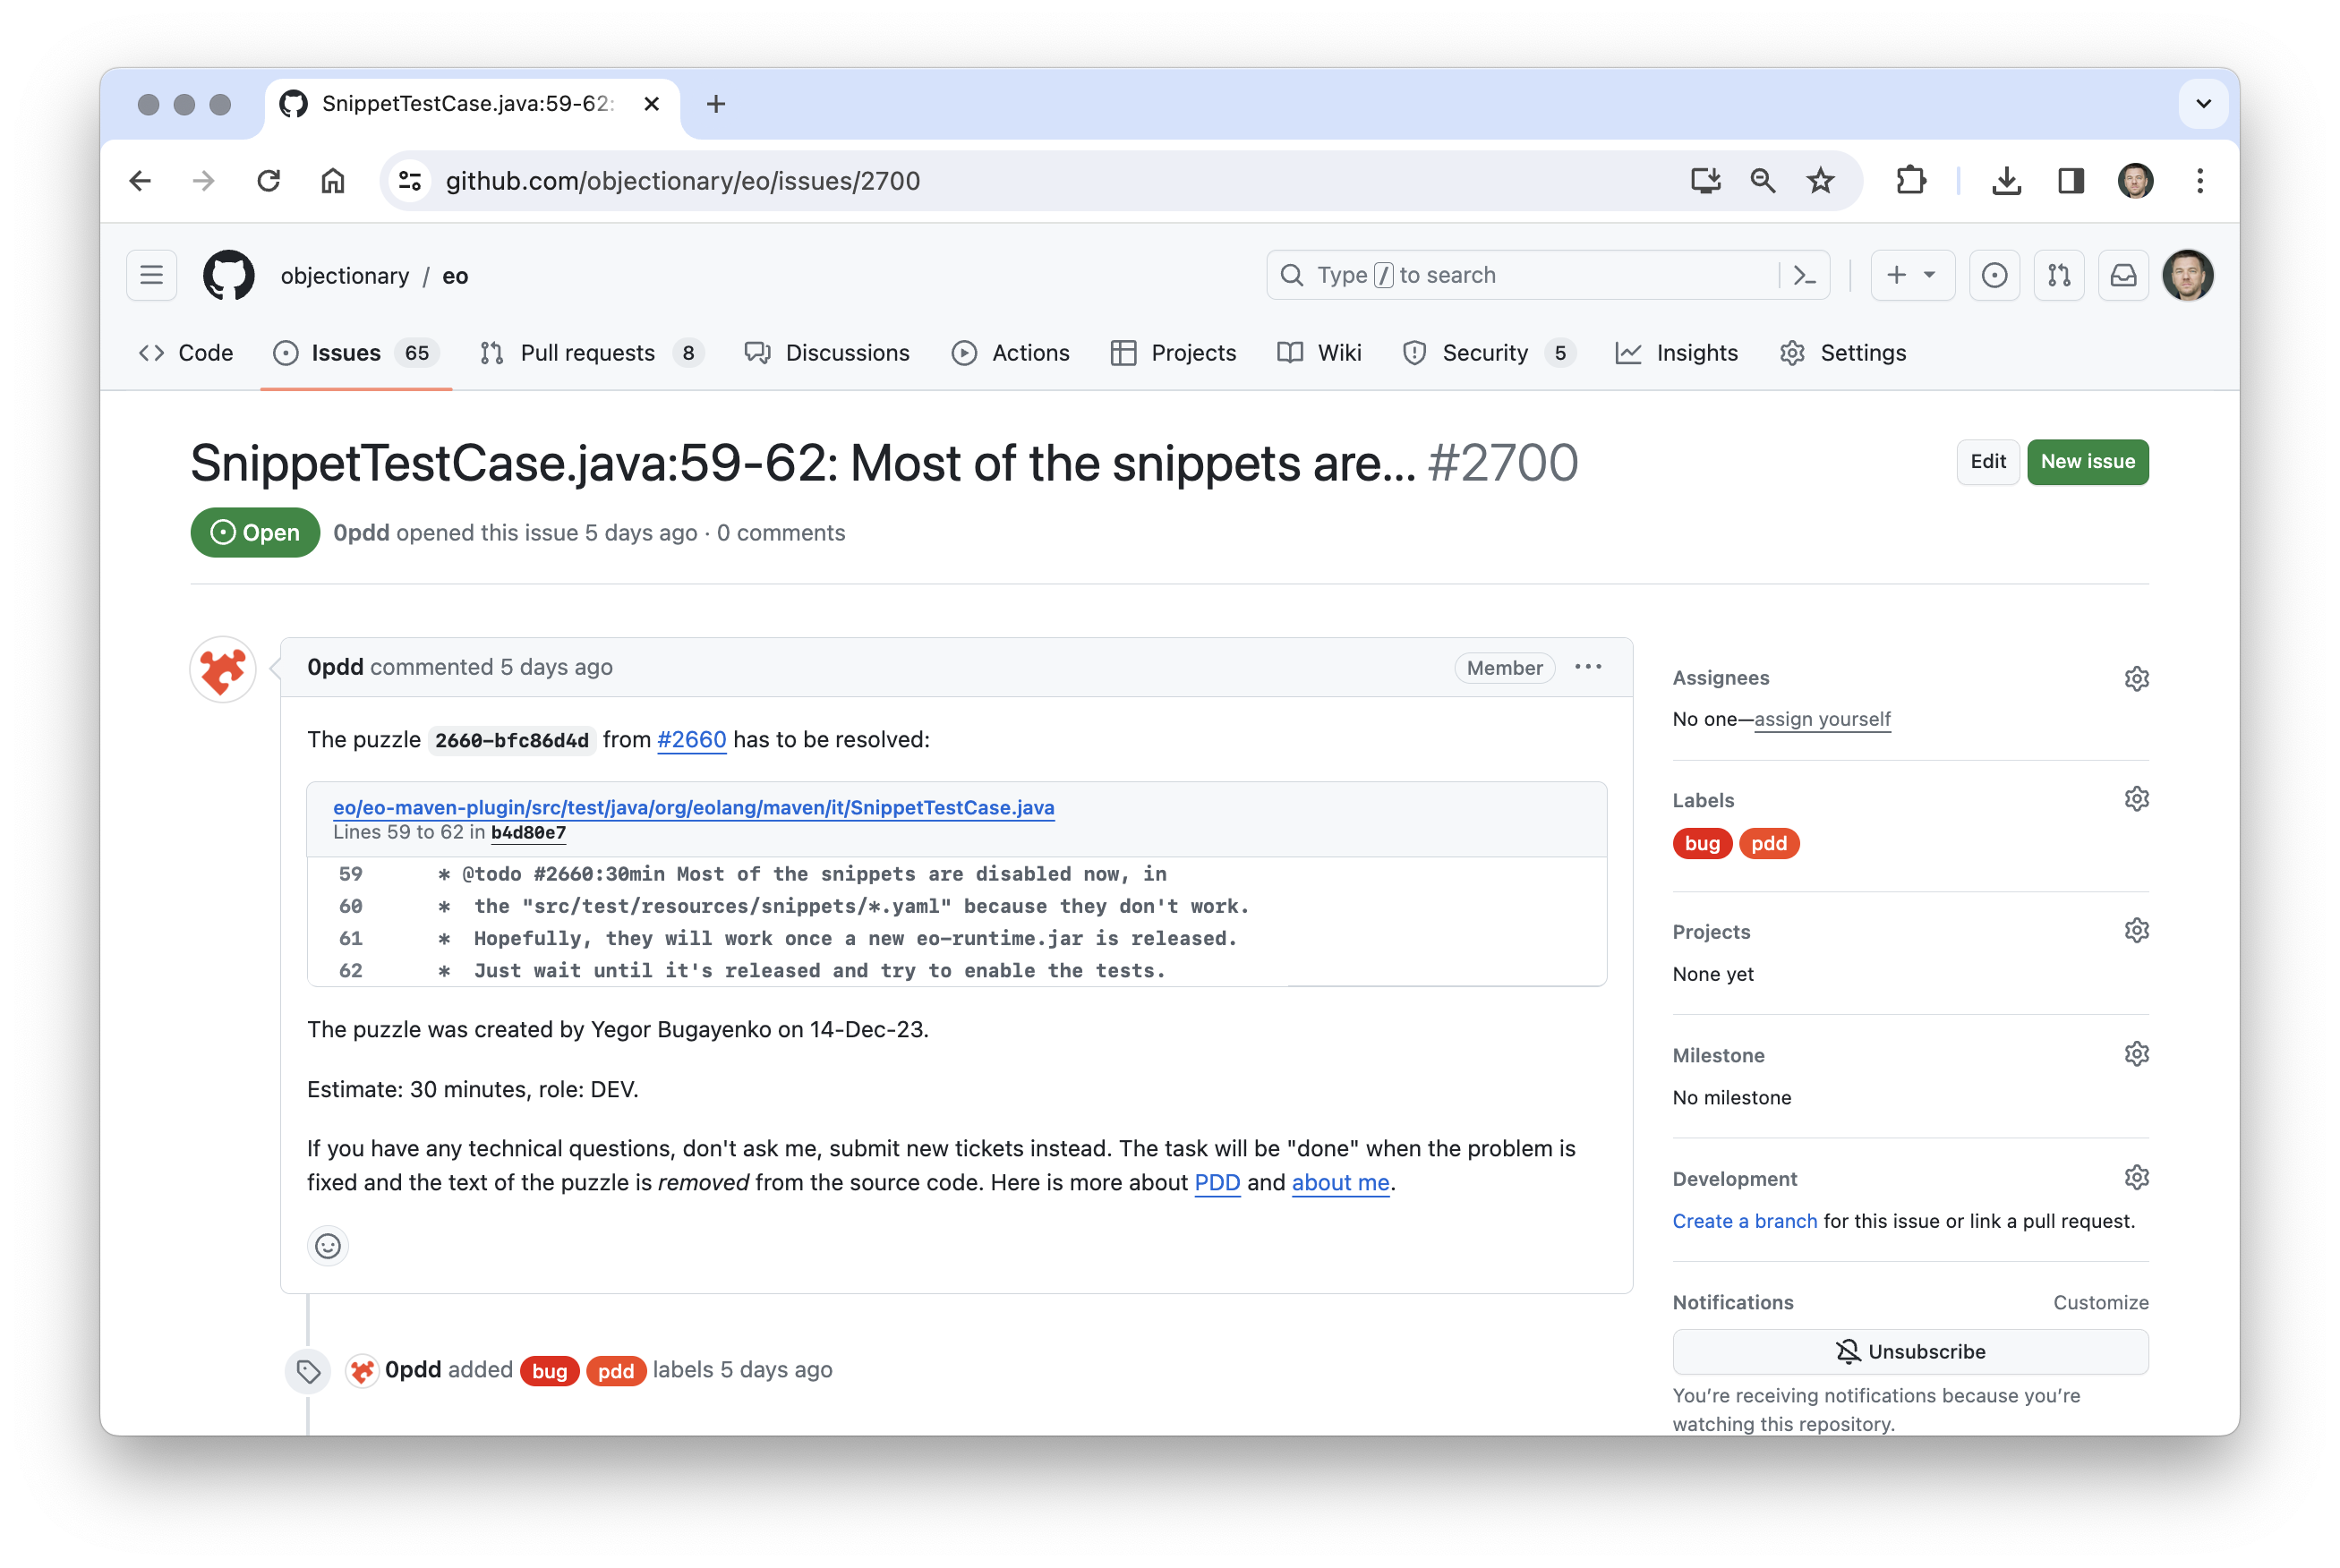 SnippetTestCase.java:59-62:
github.com/objectionary/eo/issues/2700
objectionary / eo
Type / to search
Code
Issues 65
Pull requests 8
Discussions
Actions
Projects
Wiki
Security 5
Insights
Settings
SnippetTestCase.java:59-62: Most of the snippets are... #2700
Edit
New issue
Open
0pdd opened this issue 5 days ago · 0 comments
0pdd commented 5 days ago
Member
The puzzle 2660-bfc86d4d from #2660 has to be resolved:
eo/eo-maven-plugin/src/test/java/org/eolang/maven/it/SnippetTestCase.java
Lines 59 to 62 in b4d80e7
59 * @todo #2660:30min Most of the snippets are disabled now, in
60 * the "src/test/resources/snippets/*.yaml" because they don't work.
61 * Hopefully, they will work once a new eo-runtime.jar is released.
62 * Just wait until it's released and try to enable the tests.
The puzzle was created by Yegor Bugayenko on 14-Dec-23.
Estimate: 30 minutes, role: DEV.
If you have any technical questions, don't ask me, submit new tickets instead. The task will be "done" when the problem is
fixed and the text of the puzzle is removed from the source code. Here is more about PDD and about me.
0pdd added bug pdd labels 5 days ago
Assignees
No one—assign yourself
Labels
bug pdd
Projects
None yet
Milestone
No milestone
Development
Create a branch for this issue or link a pull request.
Notifications
Customize
Unsubscribe
You're receiving notifications because you're
watching this repository.